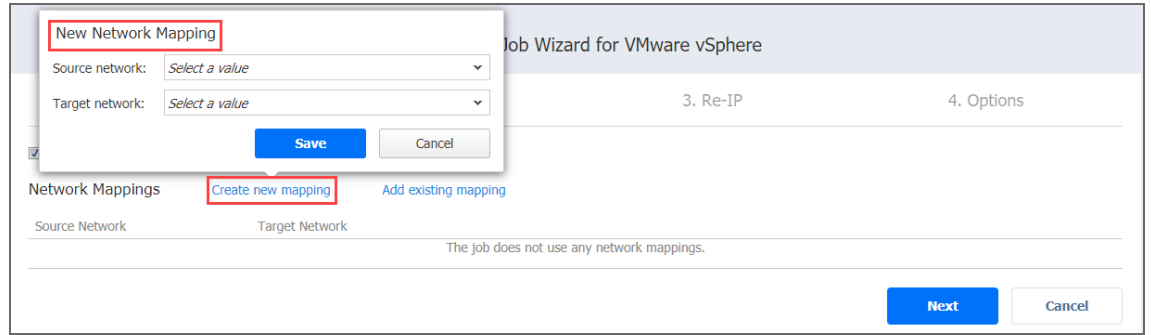 New Network Mapping
Job Wizard for VMware vSphere
Source network: Select a value
Target network: Select a value
Save Cancel
3. Re-IP 4. Options
Network Mappings Create new mapping Add existing mapping
Source Network Target Network
The job does not use any network mappings.
Next Cancel